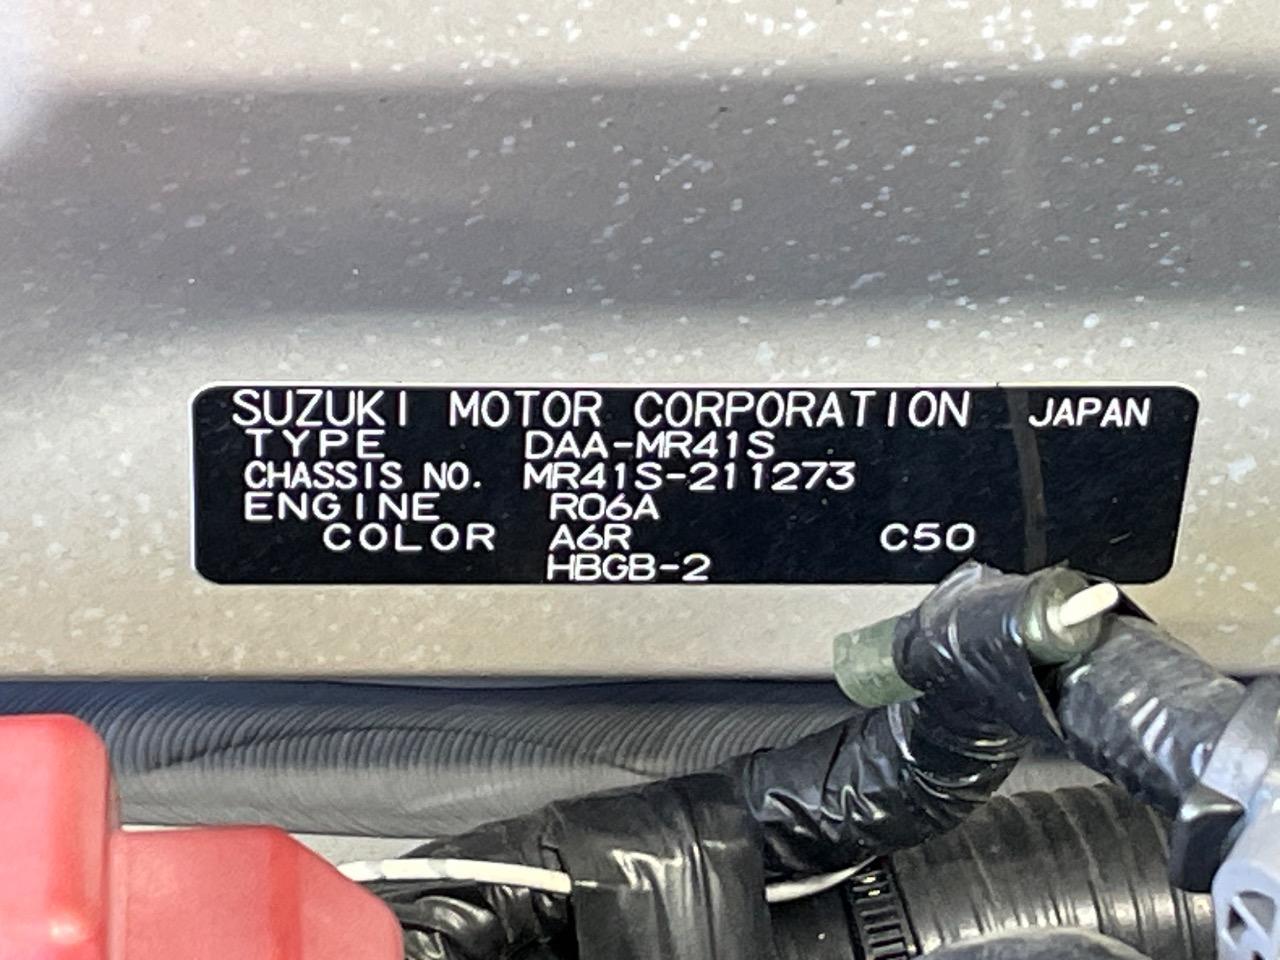 SUZUKI MOTOR CORPORATION JAPAN
TYPE DAA-MR41S
CHASSIS NO. MR41S-211273
ENGINE R06A
COLOR A6R C50
HBGB-2